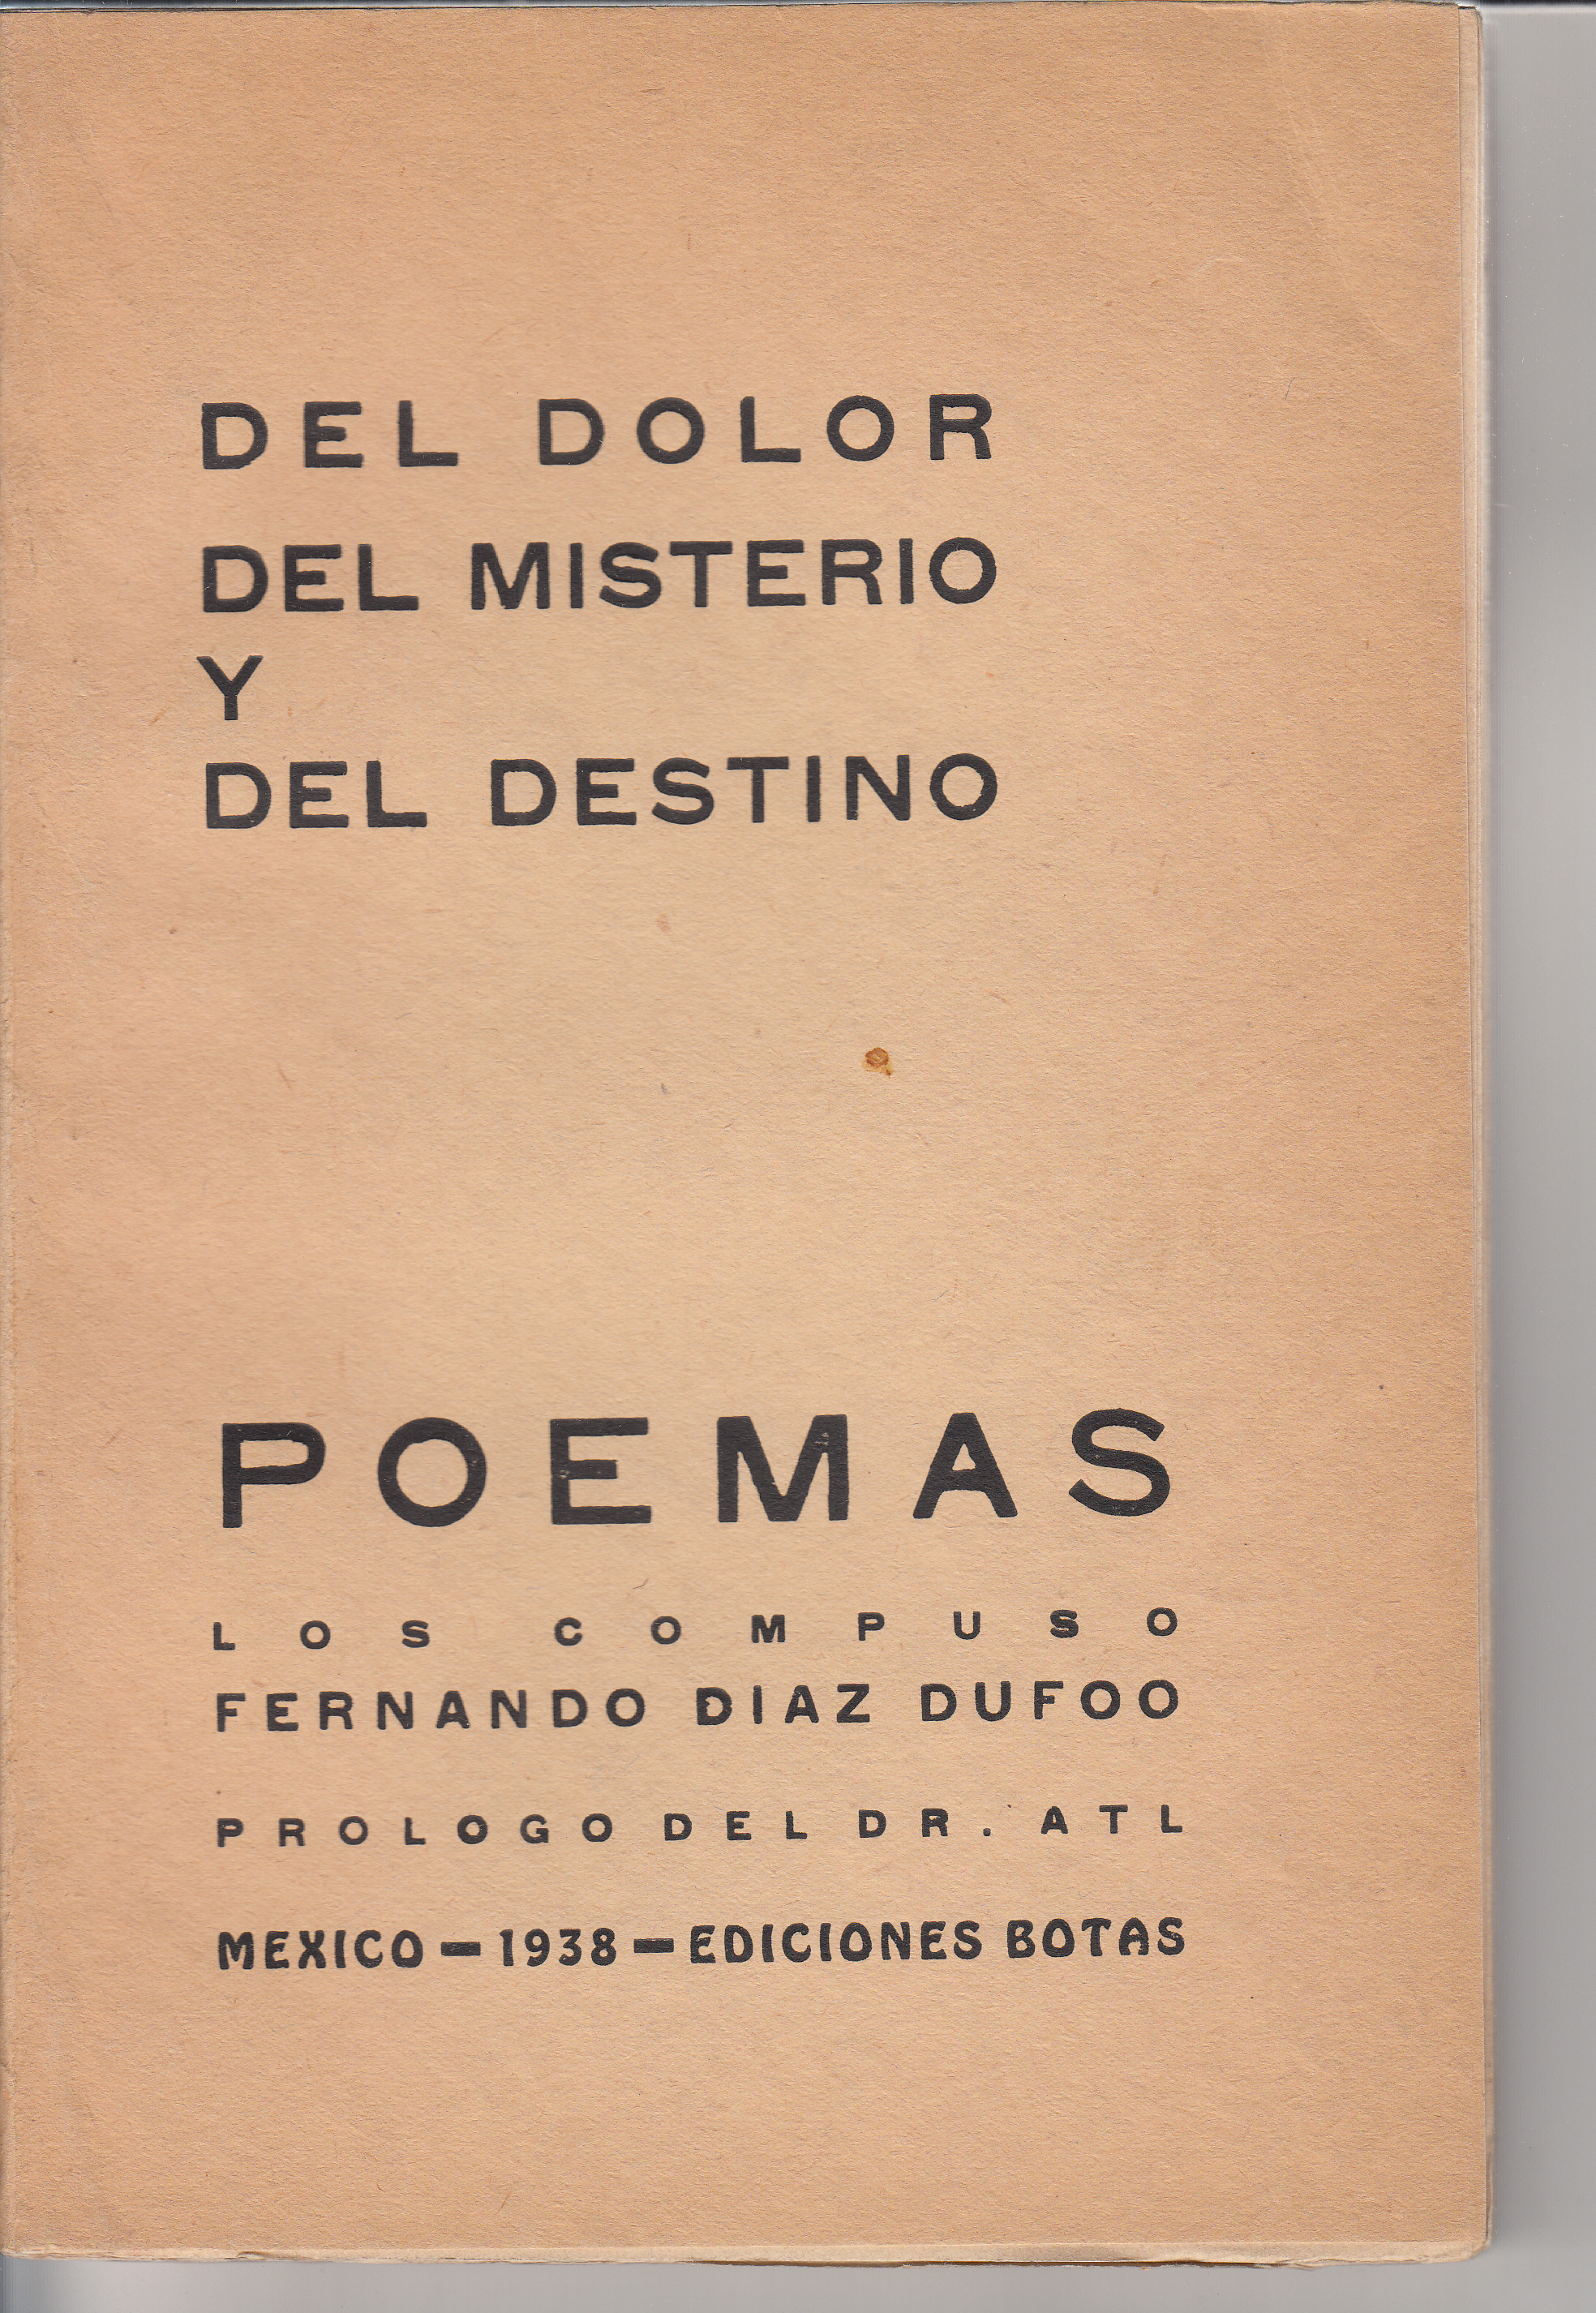 DEL DOLOR
DEL MISTERIO
Y
DEL DESTINO
POEMAS
LOS COMPUSO
FERNANDO DIAZ DUFOO
PROLOGO DEL DR. ATL
MEXICO — 1938 — EDICIONES BOTAS